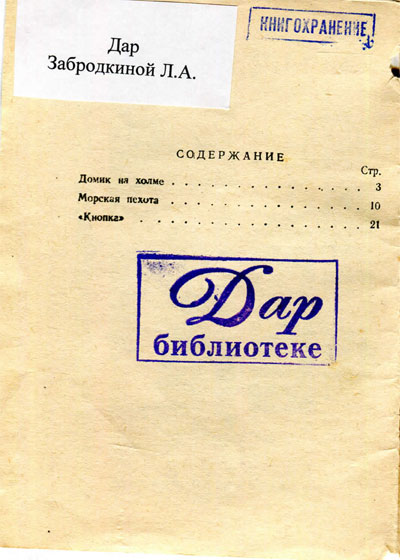 Дар
Забродкиной Л.А.
КНИГОХРАНЕНИЕ
СОДЕРЖАНИЕ
Стр.
Домик на холме . . . . . . . . . . . . . . . 3
Морская пехота . . . . . . . . . . . . . . . 10
«Кнопка» . . . . . . . . . . . . . . . 21
Дар
библиотеке